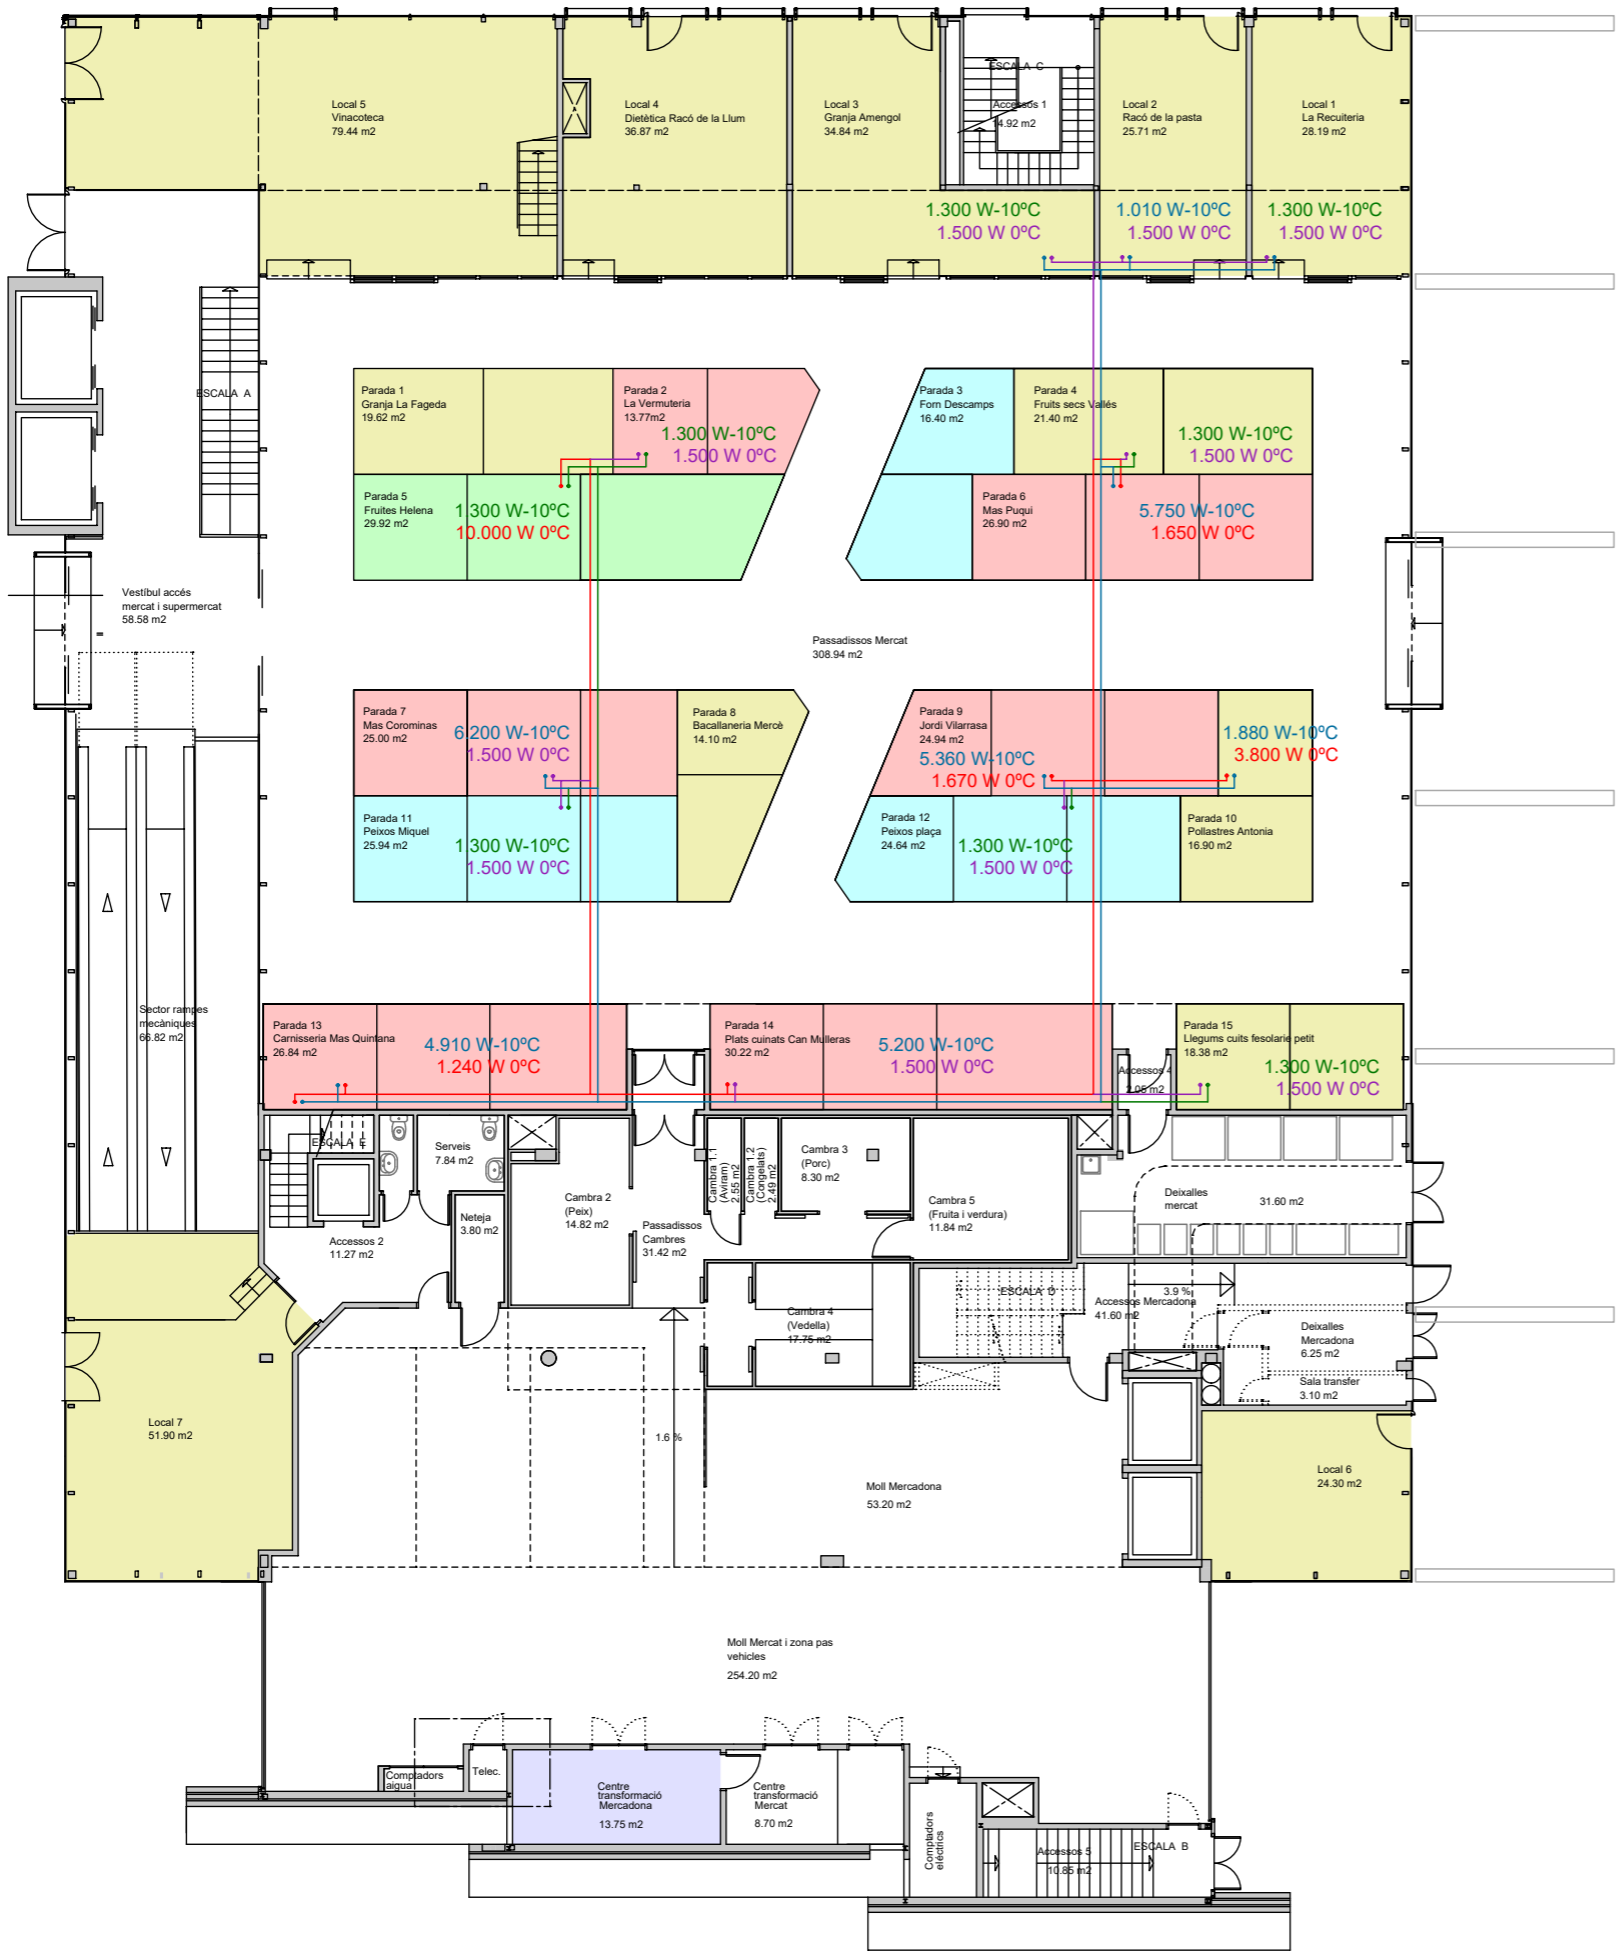 Local 5
Vinacoteca
79.44 m2
Local 4
Dietètica Racó de la Llum
36.87 m2
Local 3
Granja Amengol
34.84 m2
ESCALA C
Accessos 1
14.92 m2
Local 2
Racó de la pasta
25.71 m2
Local 1
La Recuiteria
28.19 m2
1.300 W-10ºC
1.500 W 0ºC
1.010 W-10ºC
1.500 W 0ºC
1.300 W-10ºC
1.500 W 0ºC
ESCALA A
Parada 1
Granja La Fageda
19.62 m2
Parada 2
La Vermuteria
13.77m2
1.300 W-10ºC
1.500 W 0ºC
Parada 3
Forn Descamps
16.40 m2
Parada 4
Fruits secs Vallés
21.40 m2
1.300 W-10ºC
1.500 W 0ºC
Parada 5
Fruites Helena
29.92 m2
1.300 W-10ºC
10.000 W 0ºC
Parada 6
Mas Puqui
26.90 m2
5.750 W-10ºC
1.650 W 0ºC
Vestíbul accés
mercat i supermercat
58.58 m2
Passadissos Mercat
308.94 m2
Parada 7
Mas Corominas
25.00 m2
6.200 W-10ºC
1.500 W 0ºC
Parada 8
Bacallaneria Mercè
14.10 m2
Parada 9
Jordi Vilarrasa
24.94 m2
5.360 W-10ºC
1.670 W 0ºC
1.880 W-10ºC
3.800 W 0ºC
Parada 11
Peixos Miquel
25.94 m2
1.300 W-10ºC
1.500 W 0ºC
Parada 12
Peixos plaça
24.64 m2
1.300 W-10ºC
1.500 W 0ºC
Parada 10
Pollastres Antonia
16.90 m2
Sector rampes
mecàniques
66.82 m2
Parada 13
Carnisseria Mas Quintana
26.84 m2
4.910 W-10ºC
1.240 W 0ºC
Parada 14
Plats cuinats Can Mulleras
30.22 m2
5.200 W-10ºC
1.500 W 0ºC
Accessos 4
2.05 m2
Parada 15
Llegums cuits fesolarie petit
18.38 m2
1.300 W-10ºC
1.500 W 0ºC
ESCALA E
Serveis
7.84 m2
Neteja
3.80 m2
Accessos 2
11.27 m2
Cambra 2
(Peix)
14.82 m2
Passadissos
Cambres
31.42 m2
Cambra 1.1
(Aviram)
2.55 m2
Cambra 1.2
(Congelats)
2.49 m2
Cambra 3
(Porc)
8.30 m2
Cambra 5
(Fruita i verdura)
11.84 m2
Deixalles
mercat
31.60 m2
Cambra 4
(Vedella)
17.75 m2
ESCALA D
Accessos Mercadona
41.60 m2
3.9 %
Deixalles
Mercadona
6.25 m2
Sala transfer
3.10 m2
Local 7
51.90 m2
1.6 %
Moll Mercadona
53.20 m2
Local 6
24.30 m2
Moll Mercat i zona pas
vehicles
254.20 m2
Comptadors
aigua
Telec.
Centre
transformació
Mercadona
13.75 m2
Centre
transformació
Mercat
8.70 m2
Comptadors
elèctrics
Accessos 5
10.85 m2
ESCALA B